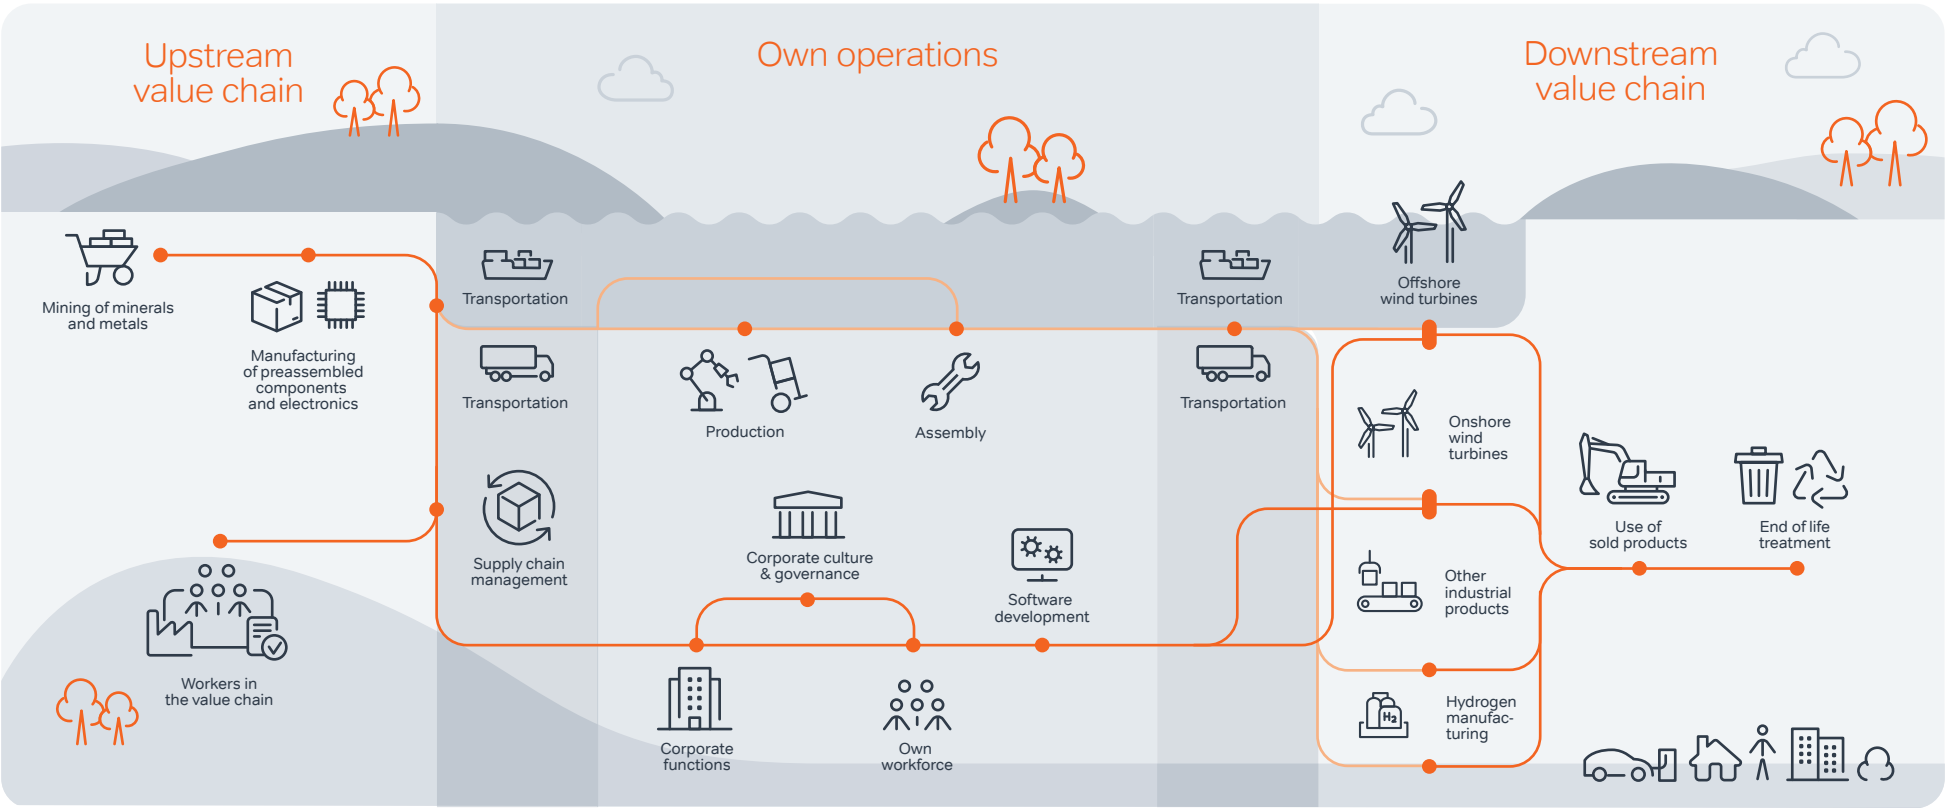 Upstream
value chain
Own operations
Downstream
value chain
Mining of minerals
and metals
Manufacturing
of preassembled
components
and electronics
Workers in
the value chain
Transportation
Transportation
Supply chain
management
Production
Assembly
Corporate culture
& governance
Software
development
Corporate
functions
Own
workforce
Transportation
Transportation
Offshore
wind turbines
Onshore
wind
turbines
Other
industrial
products
H₂
Hydrogen
manufac-
turing
Use of
sold products
End of life
treatment